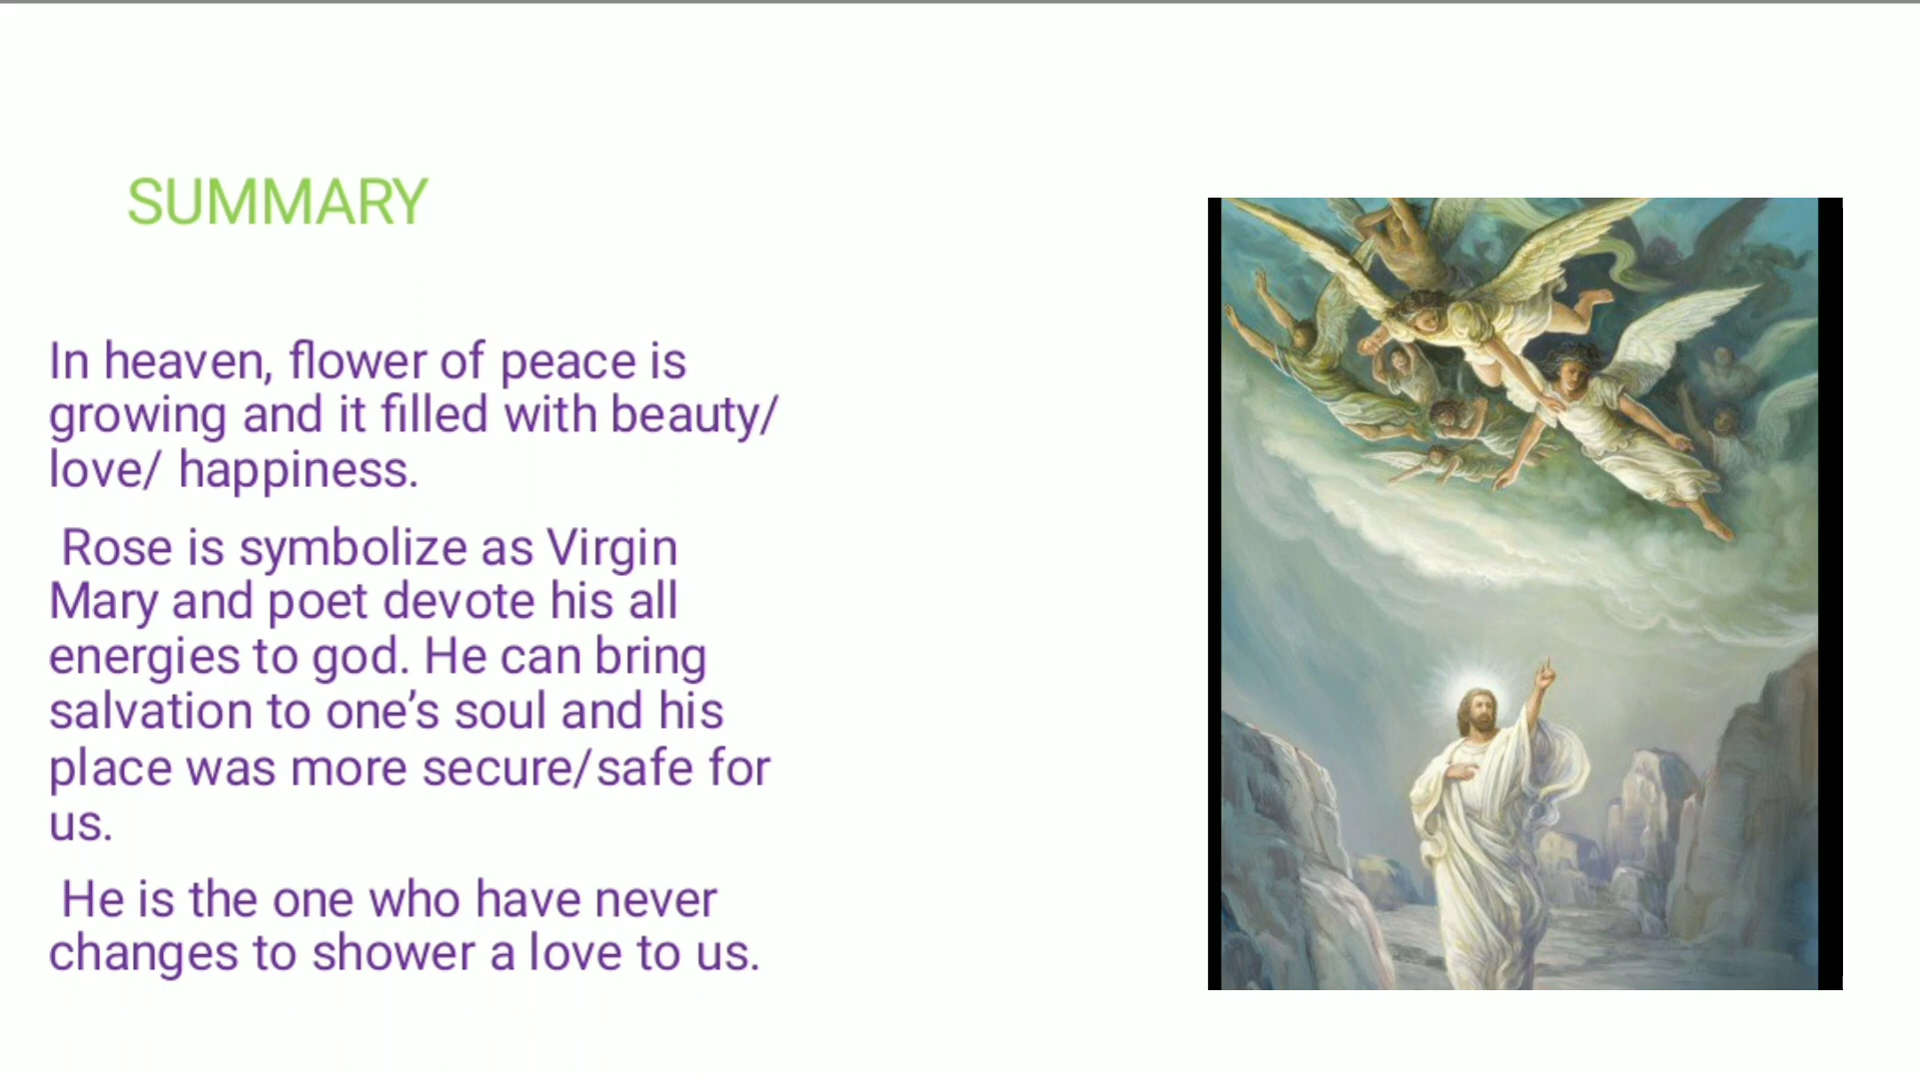 SUMMARY
In heaven, flower of peace is
growing and it filled with beauty/
love/ happiness.
Rose is symbolize as Virgin
Mary and poet devote his all
energies to god. He can bring
salvation to one’s soul and his
place was more secure/safe for
us.
He is the one who have never
changes to shower a love to us.